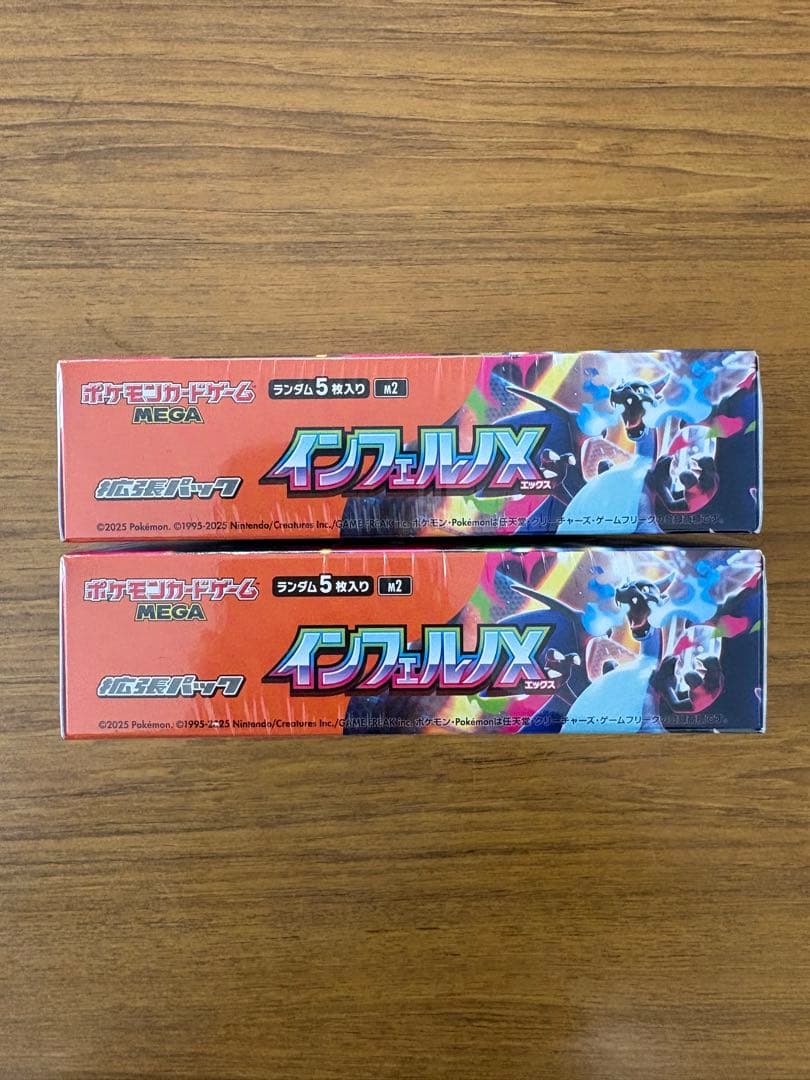 ポケモンカードゲーム
MEGA
ランダム5枚入り M2
インフェルノX
エックス
拡張パック
©2025 Pokémon. ©1995-2025 Nintendo/Creatures Inc./GAME FREAK inc. ポケモン・Pokémonは任天堂・クリーチャーズ・ゲームフリークの登録商標です。
ポケモンカードゲーム
MEGA
ランダム5枚入り M2
インフェルノX
エックス
拡張パック
©2025 Pokémon. ©1995-2025 Nintendo/Creatures Inc./GAME FREAK inc. ポケモン・Pokémonは任天堂・クリーチャーズ・ゲームフリークの登録商標です。